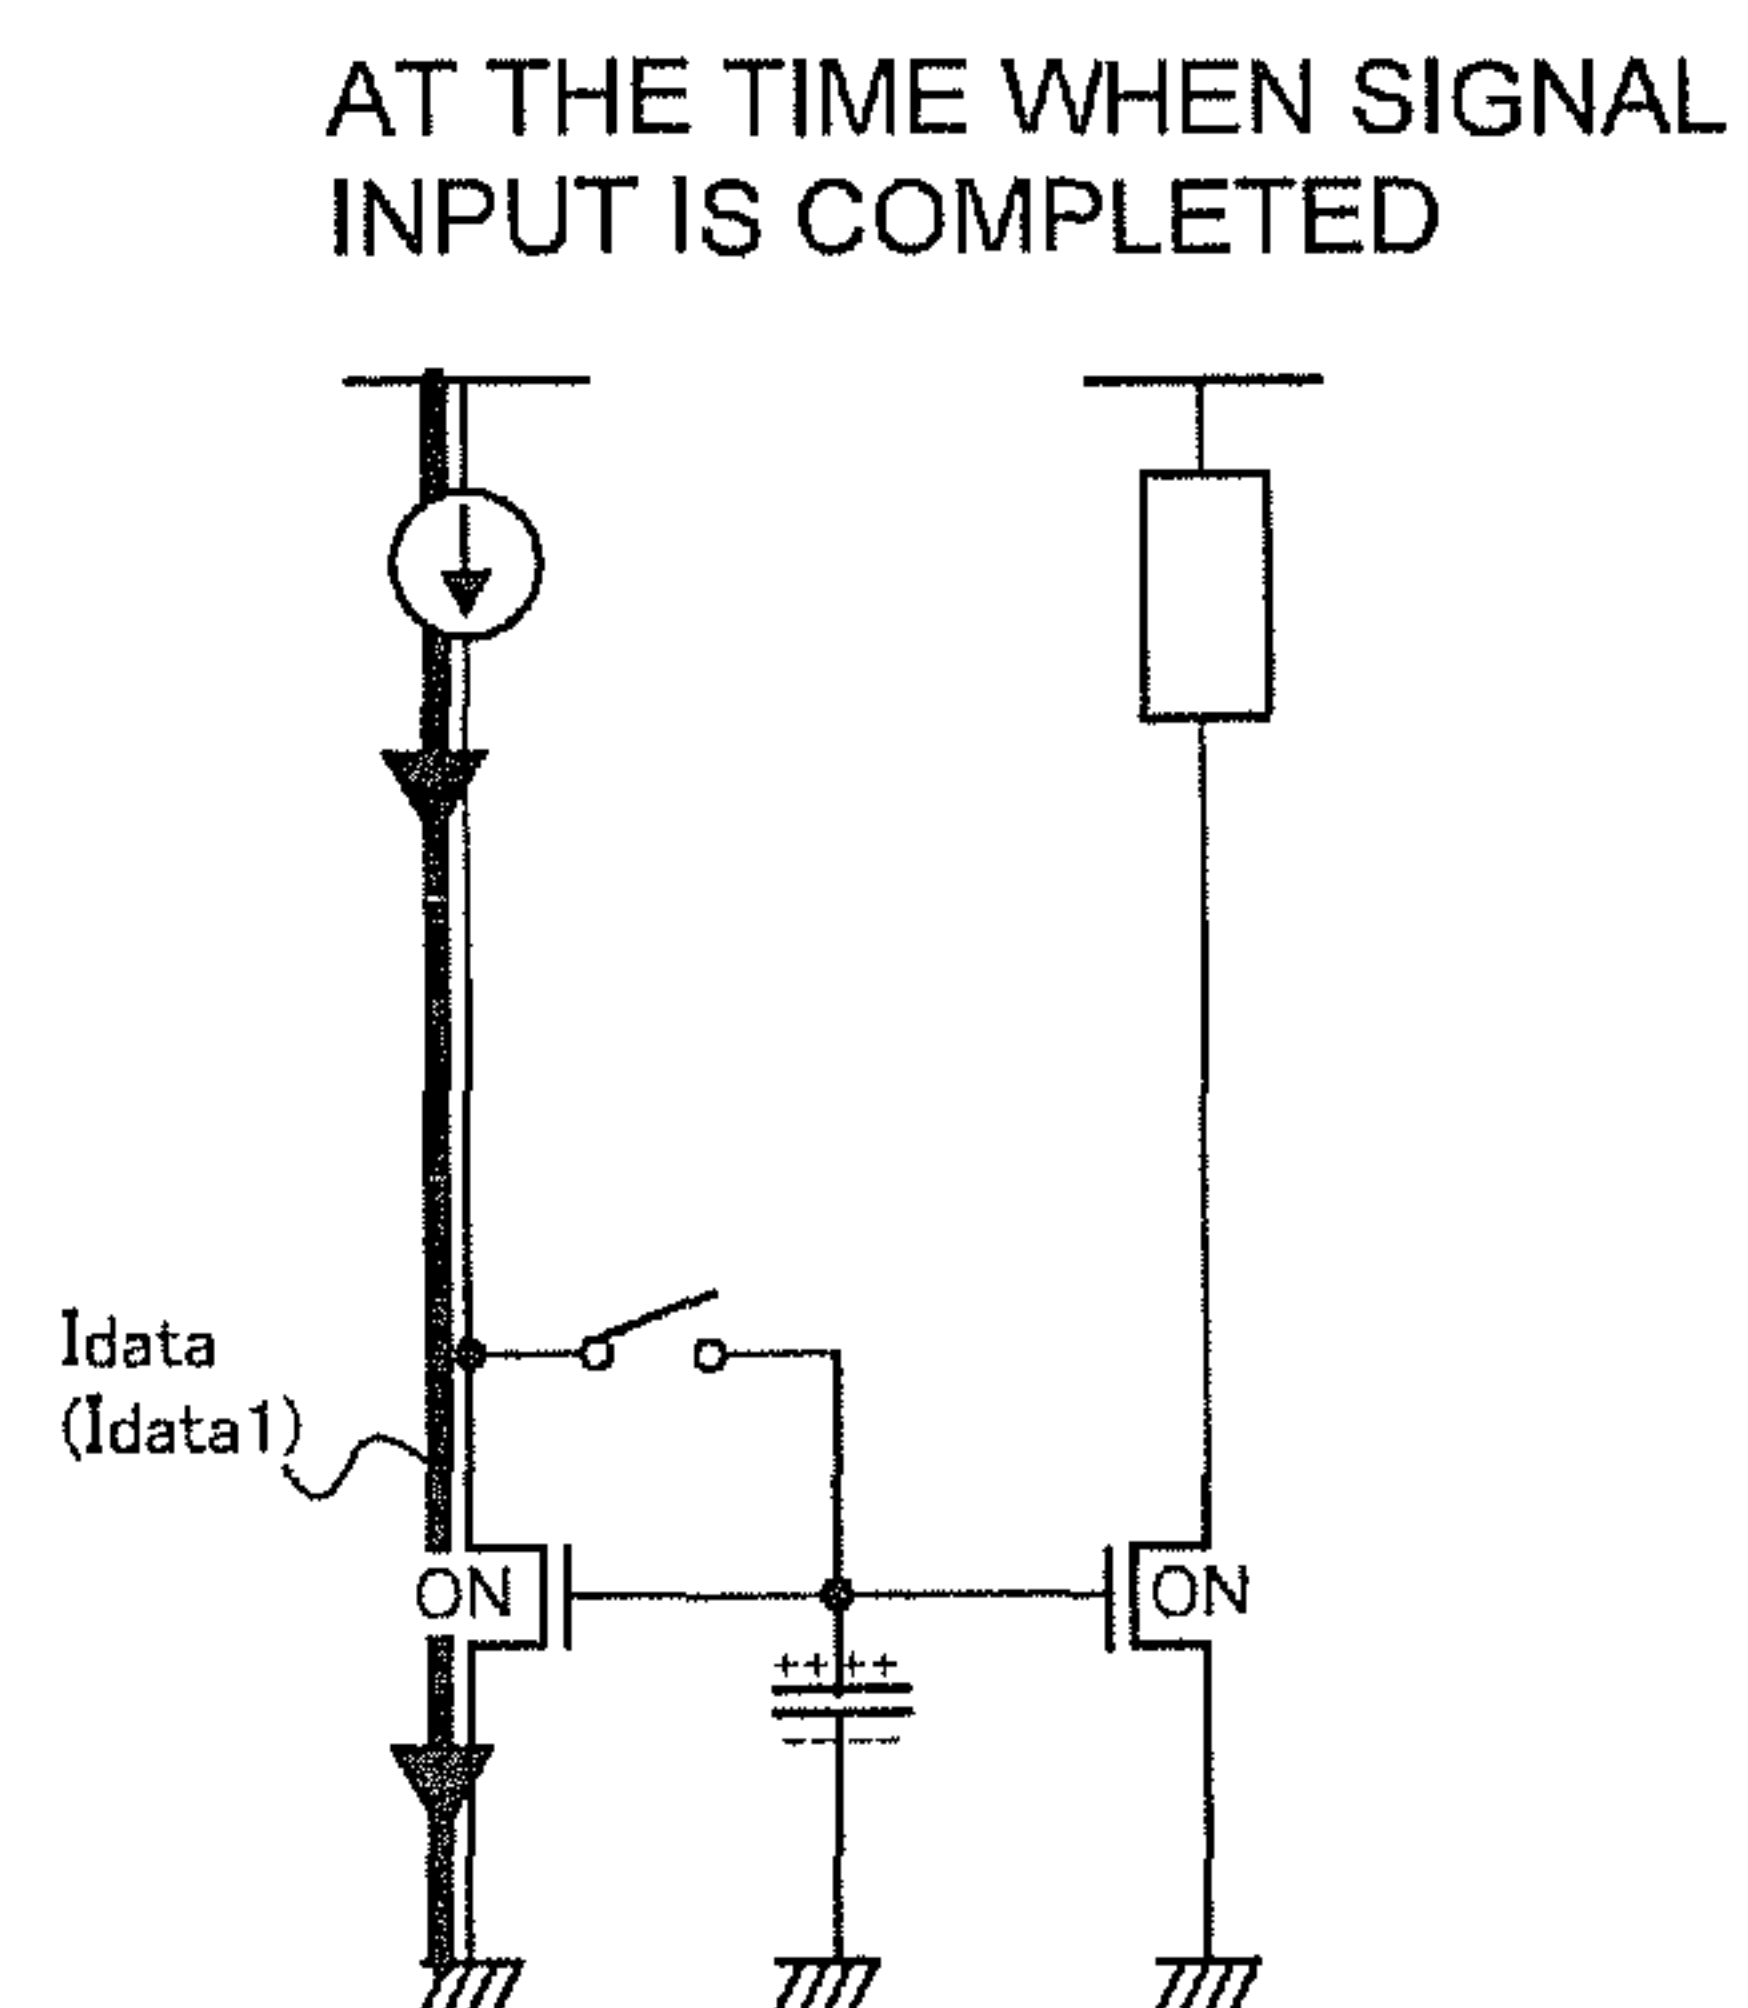 AT THE TIME WHEN SIGNAL
INPUT IS COMPLETED
Idata
(Idata1)
ON
ON
++++
----